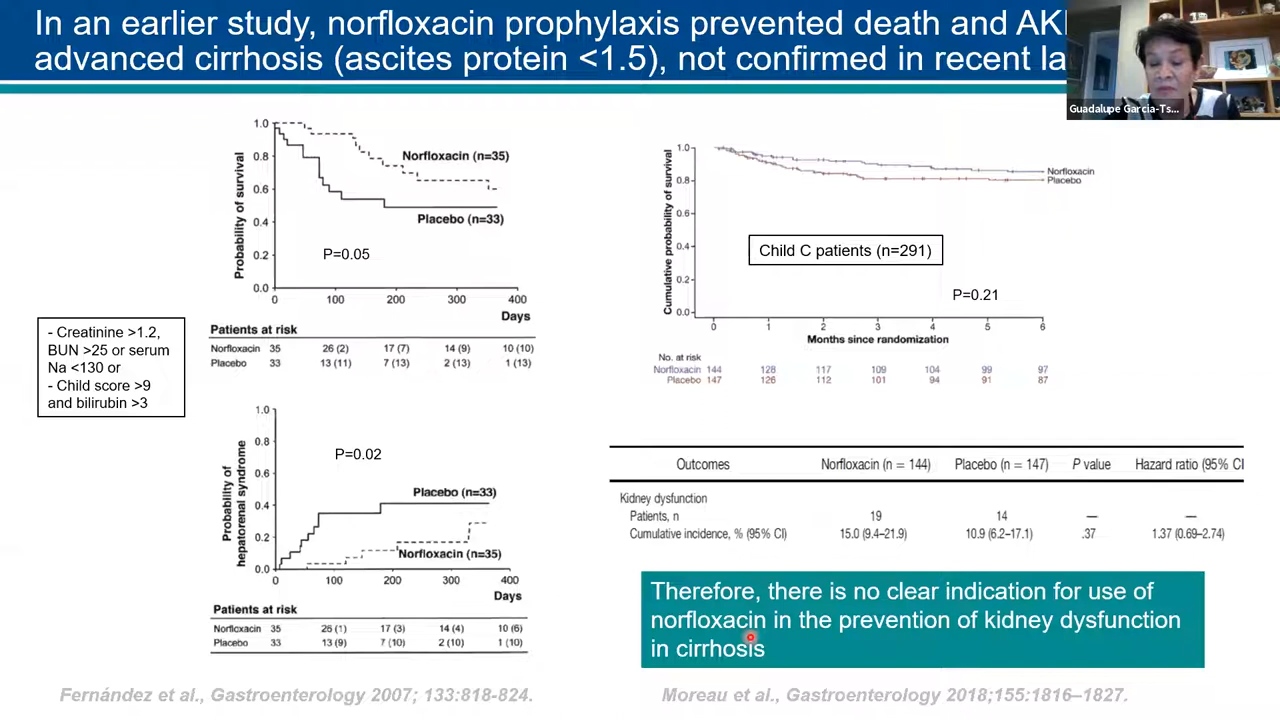 In an earlier study, norfloxacin prophylaxis prevented death and AK
advanced cirrhosis (ascites protein <1.5), not confirmed in recent la
Guadalupe Garcia-Ts...
1.0
0.8
0.6
0.4
0.2
0.0
Probability of survival
Norfloxacin (n=35)
Placebo (n=33)
P=0.05
0 100 200 300 400
Days
Patients at risk
Norfloxacin 35 26 (2) 17 (7) 14 (9) 10 (10)
Placebo 33 13 (11) 7 (13) 2 (13) 1 (13)
- Creatinine >1.2,
BUN >25 or serum
Na <130 or
- Child score >9
and bilirubin >3
1.0
0.8
0.6
0.4
0.2
0.0
Probability of
hepatorenal syndrome
P=0.02
Placebo (n=33)
Norfloxacin (n=35)
0 100 200 300 400
Days
Patients at risk
Norfloxacin 35 26 (1) 17 (3) 14 (4) 10 (6)
Placebo 33 13 (9) 7 (10) 2 (10) 1 (10)
Fernández et al., Gastroenterology 2007; 133:818-824.
1.0
0.8
0.6
0.4
0.2
0.0
Cumulative probability of survival
Norfloxacin
Placebo
Child C patients (n=291)
P=0.21
0 1 2 3 4 5 6
Months since randomization
No. at risk
Norfloxacin 144 128 117 109 104 99 97
Placebo 147 126 112 101 94 91 87
Outcomes Norfloxacin (n = 144) Placebo (n = 147) P value Hazard ratio (95% CI
Kidney dysfunction
Patients, n 19 14 — —
Cumulative incidence, % (95% CI) 15.0 (9.4–21.9) 10.9 (6.2–17.1) .37 1.37 (0.69–2.74)
Therefore, there is no clear indication for use of
norfloxacin in the prevention of kidney dysfunction
in cirrhosis
Moreau et al., Gastroenterology 2018;155:1816–1827.